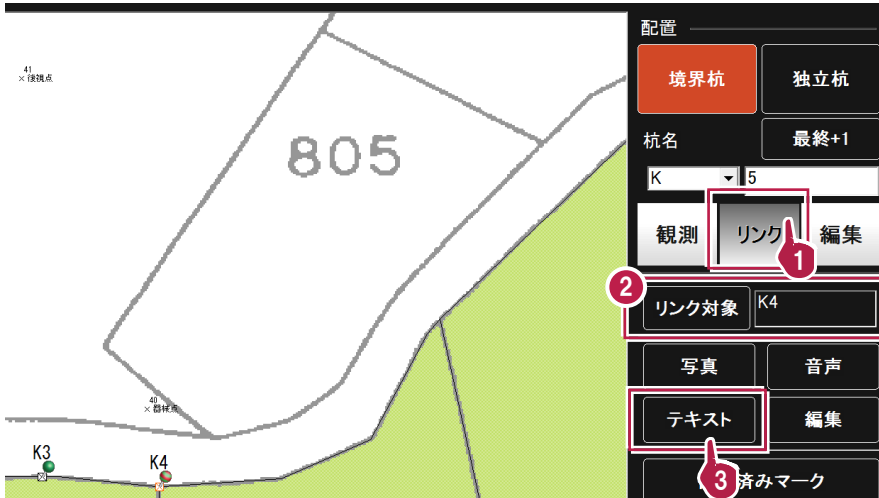 配置
境界杭 独立杭
杭名 最終+1
K 5
観測 リンク 編集
1
2
リンク対象 K4
写真 音声
テキスト 編集
3
済みマーク
41
×後視点
805
40
×器械点
K3
K4